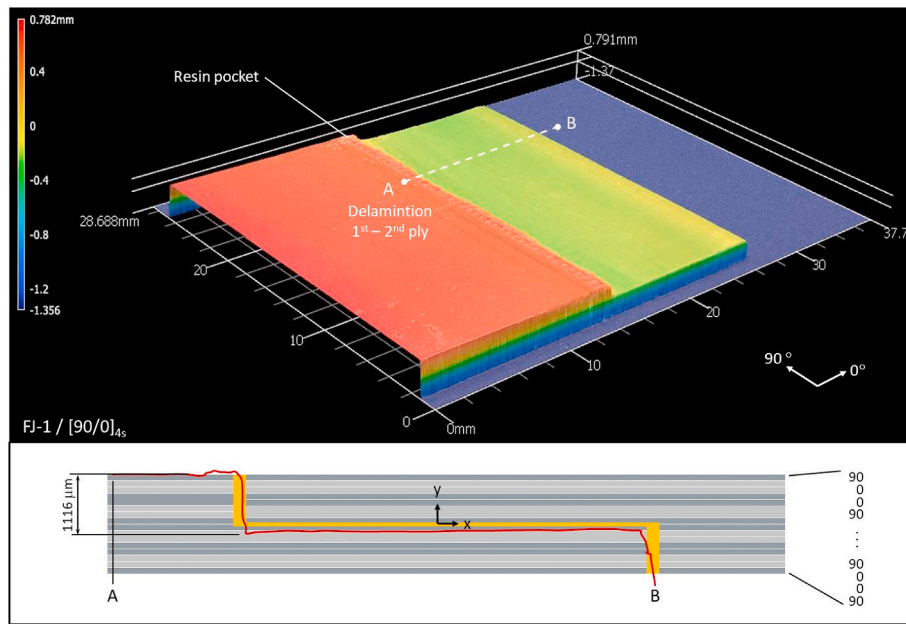 0.782mm
0.4
0
-0.4
-0.8
-1.2
-1.356
0.791mm
-1.37
Resin pocket
B
A
Delamintion
1st – 2nd ply
28.688mm
20
10
0
0mm
10
20
30
37.7
90 °
0°
FJ-1 / [90/0]4s
1116 µm
y
x
A
B
90
0
0
90
:
:
90
0
0
90